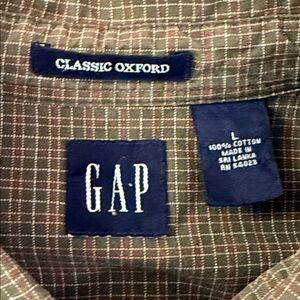 CLASSIC OXFORD
GAP
L
100% COTTON
MADE IN
SRI LANKA
RN 54023